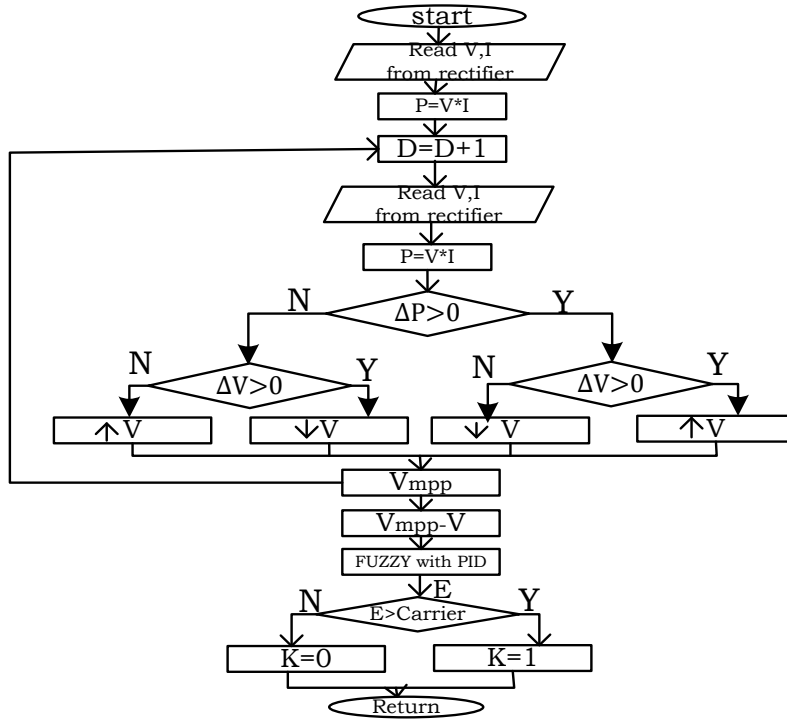 start
Read V,I
from rectifier
P=V*I
D=D+1
Read V,I
from rectifier
P=V*I
N
ΔP>0
Y
N
ΔV>0
Y
N
ΔV>0
Y
↑V
↓V
↓V
↑V
Vmpp
Vmpp-V
FUZZY with PID
E
N
E>Carrier
Y
K=0
K=1
Return